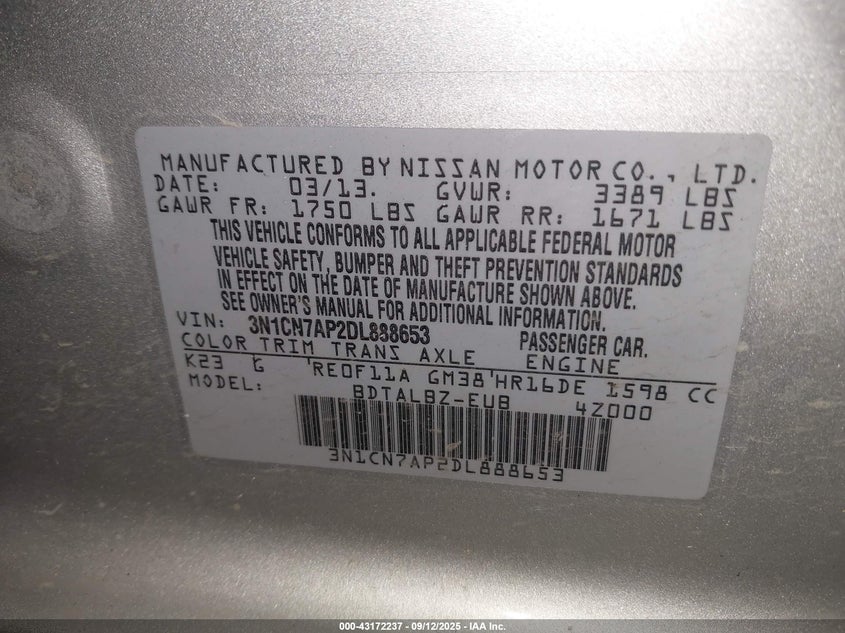 MANUFACTURED BY NISSAN MOTOR CO., LTD.
DATE: 03/13. GVWR: 3389 LBS
GAWR FR: 1750 LBS GAWR RR: 1671 LBS
THIS VEHICLE CONFORMS TO ALL APPLICABLE FEDERAL MOTOR
VEHICLE SAFETY, BUMPER AND THEFT PREVENTION STANDARDS
IN EFFECT ON THE DATE OF MANUFACTURE SHOWN ABOVE.
SEE OWNER'S MANUAL FOR ADDITIONAL INFORMATION.
VIN: 3N1CN7AP2DL888653 PASSENGER CAR.
COLOR TRIM TRANS AXLE ENGINE
K23 G 'RE0F11A GM38'HR16DE 1598 CC
MODEL: BDTALBZ-EUB 4Z000
3N1CN7AP2DL888653
000-43172237 - 09/12/2025 - IAA Inc.